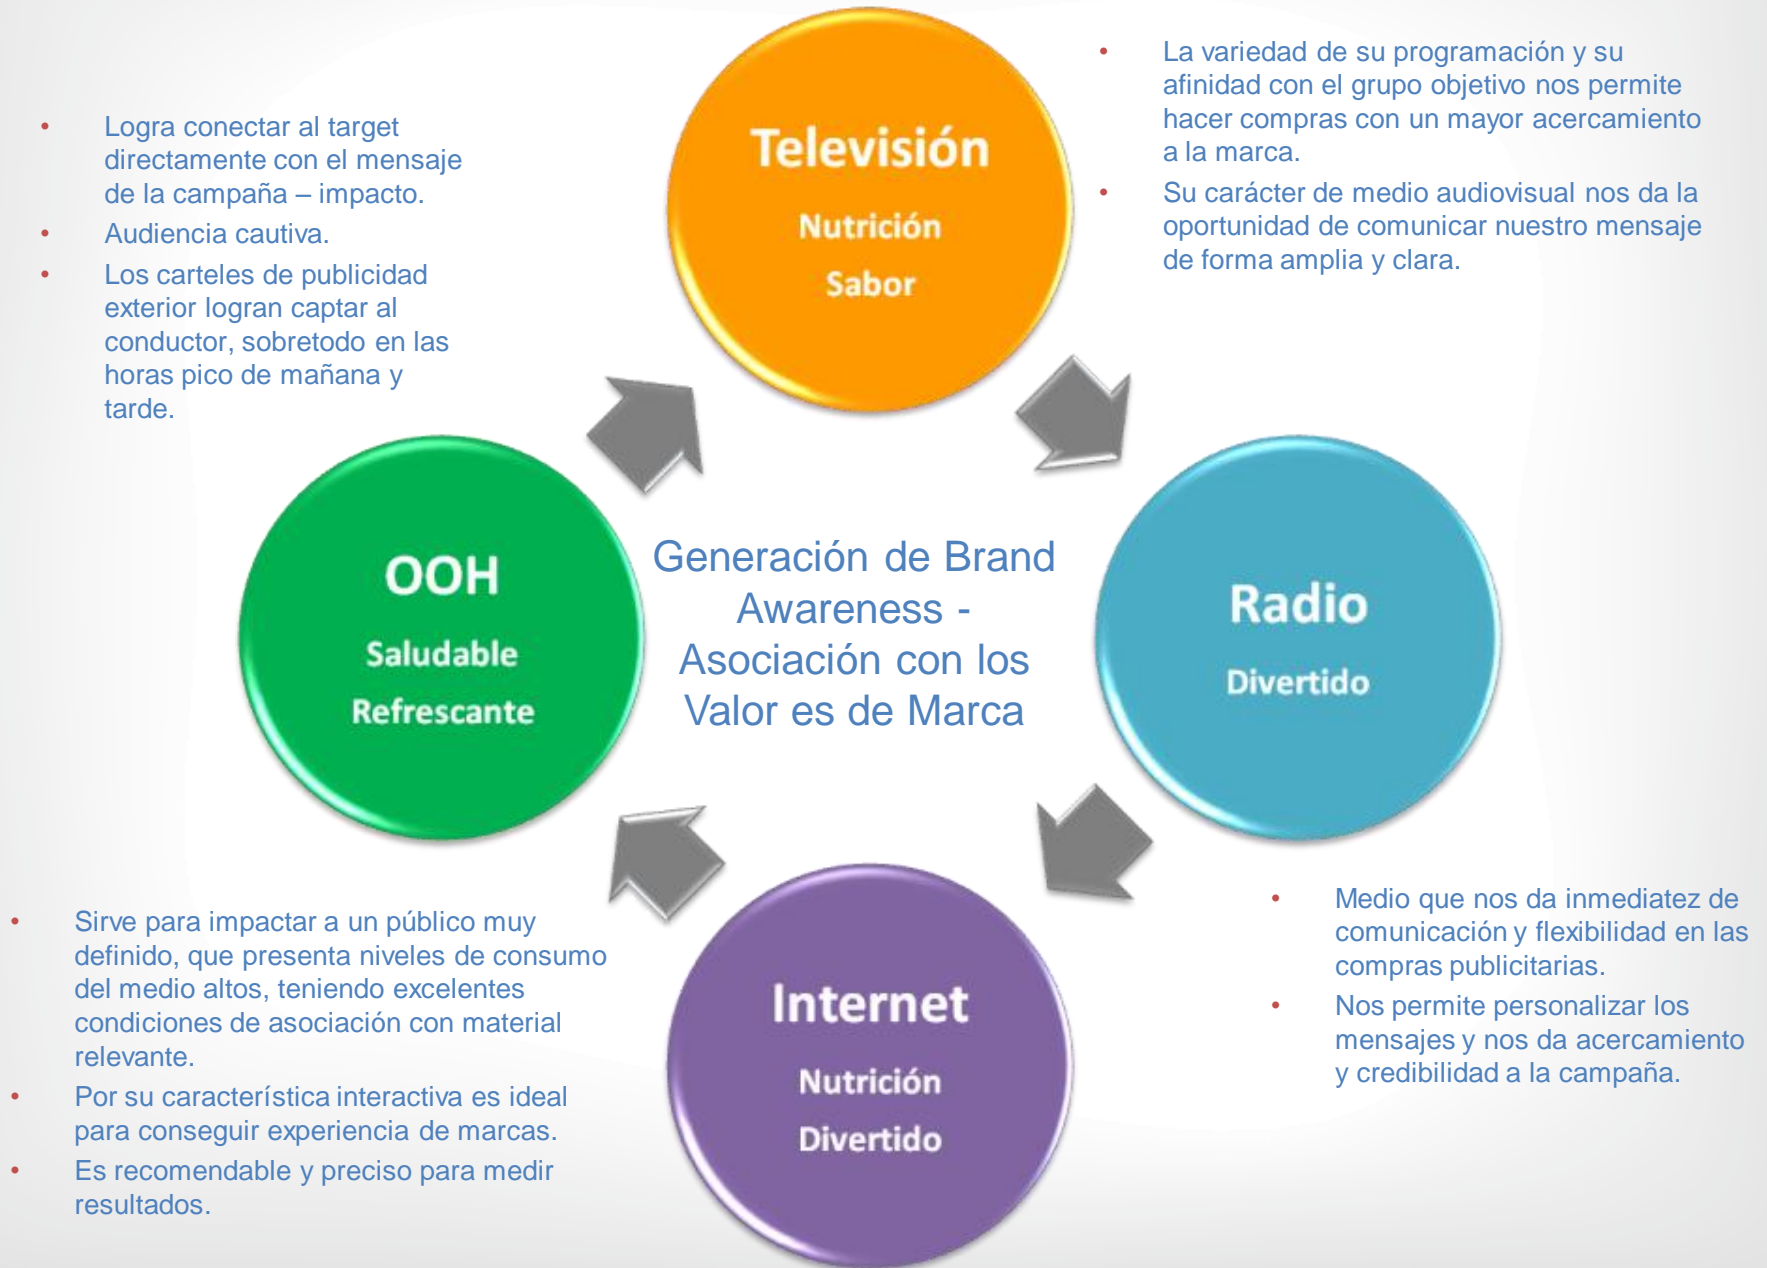 • Logra conectar al target
directamente con el mensaje
de la campaña – impacto.
• Audiencia cautiva.
• Los carteles de publicidad
exterior logran captar al
conductor, sobretodo en las
horas pico de mañana y
tarde.
Televisión
Nutrición
Sabor
• La variedad de su programación y su
afinidad con el grupo objetivo nos permite
hacer compras con un mayor acercamiento
a la marca.
• Su carácter de medio audiovisual nos da la
oportunidad de comunicar nuestro mensaje
de forma amplia y clara.
OOH
Saludable
Refrescante
Generación de Brand
Awareness -
Asociación con los
Valor es de Marca
Radio
Divertido
• Sirve para impactar a un público muy
definido, que presenta niveles de consumo
del medio altos, teniendo excelentes
condiciones de asociación con material
relevante.
• Por su característica interactiva es ideal
para conseguir experiencia de marcas.
• Es recomendable y preciso para medir
resultados.
Internet
Nutrición
Divertido
• Medio que nos da inmediatez de
comunicación y flexibilidad en las
compras publicitarias.
• Nos permite personalizar los
mensajes y nos da acercamiento
y credibilidad a la campaña.